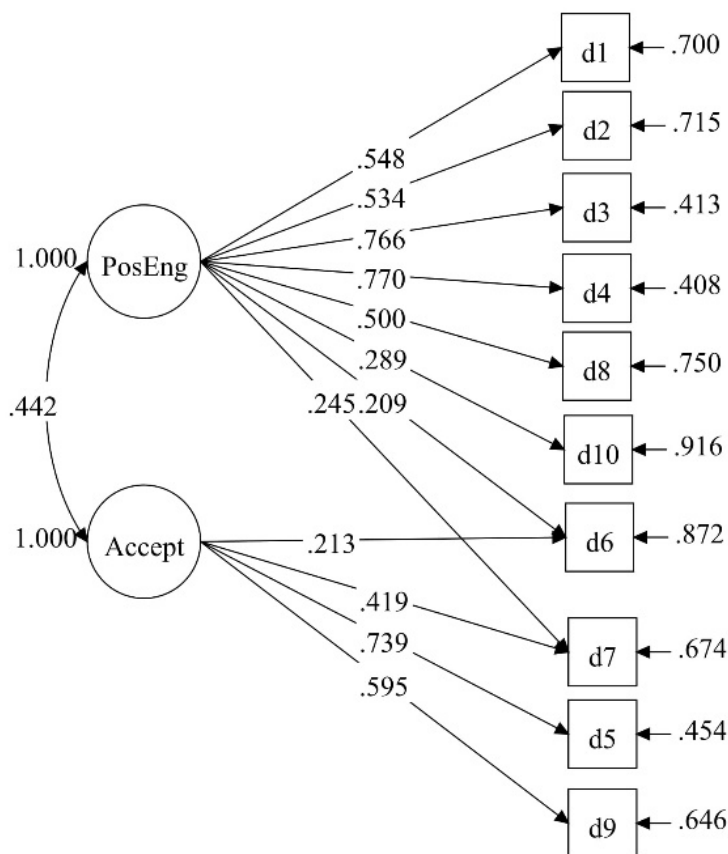 d1
.700
d2
.715
.548
.534
d3
.413
.766
1.000
PosEng
.770
d4
.408
.500
.289
d8
.750
.442
.245
.209
d10
.916
1.000
Accept
.213
d6
.872
.419
.739
.595
d7
.674
d5
.454
d9
.646